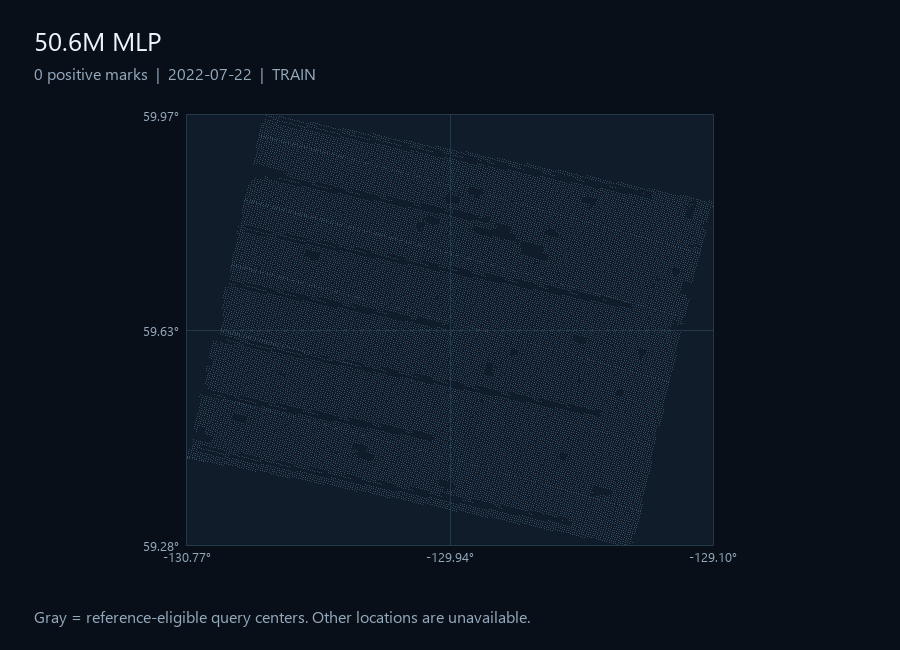 50.6M MLP
0 positive marks | 2022-07-22 | TRAIN
59.97°
59.63°
59.28°
-130.77°
-129.94°
-129.10°
Gray = reference-eligible query centers. Other locations are unavailable.